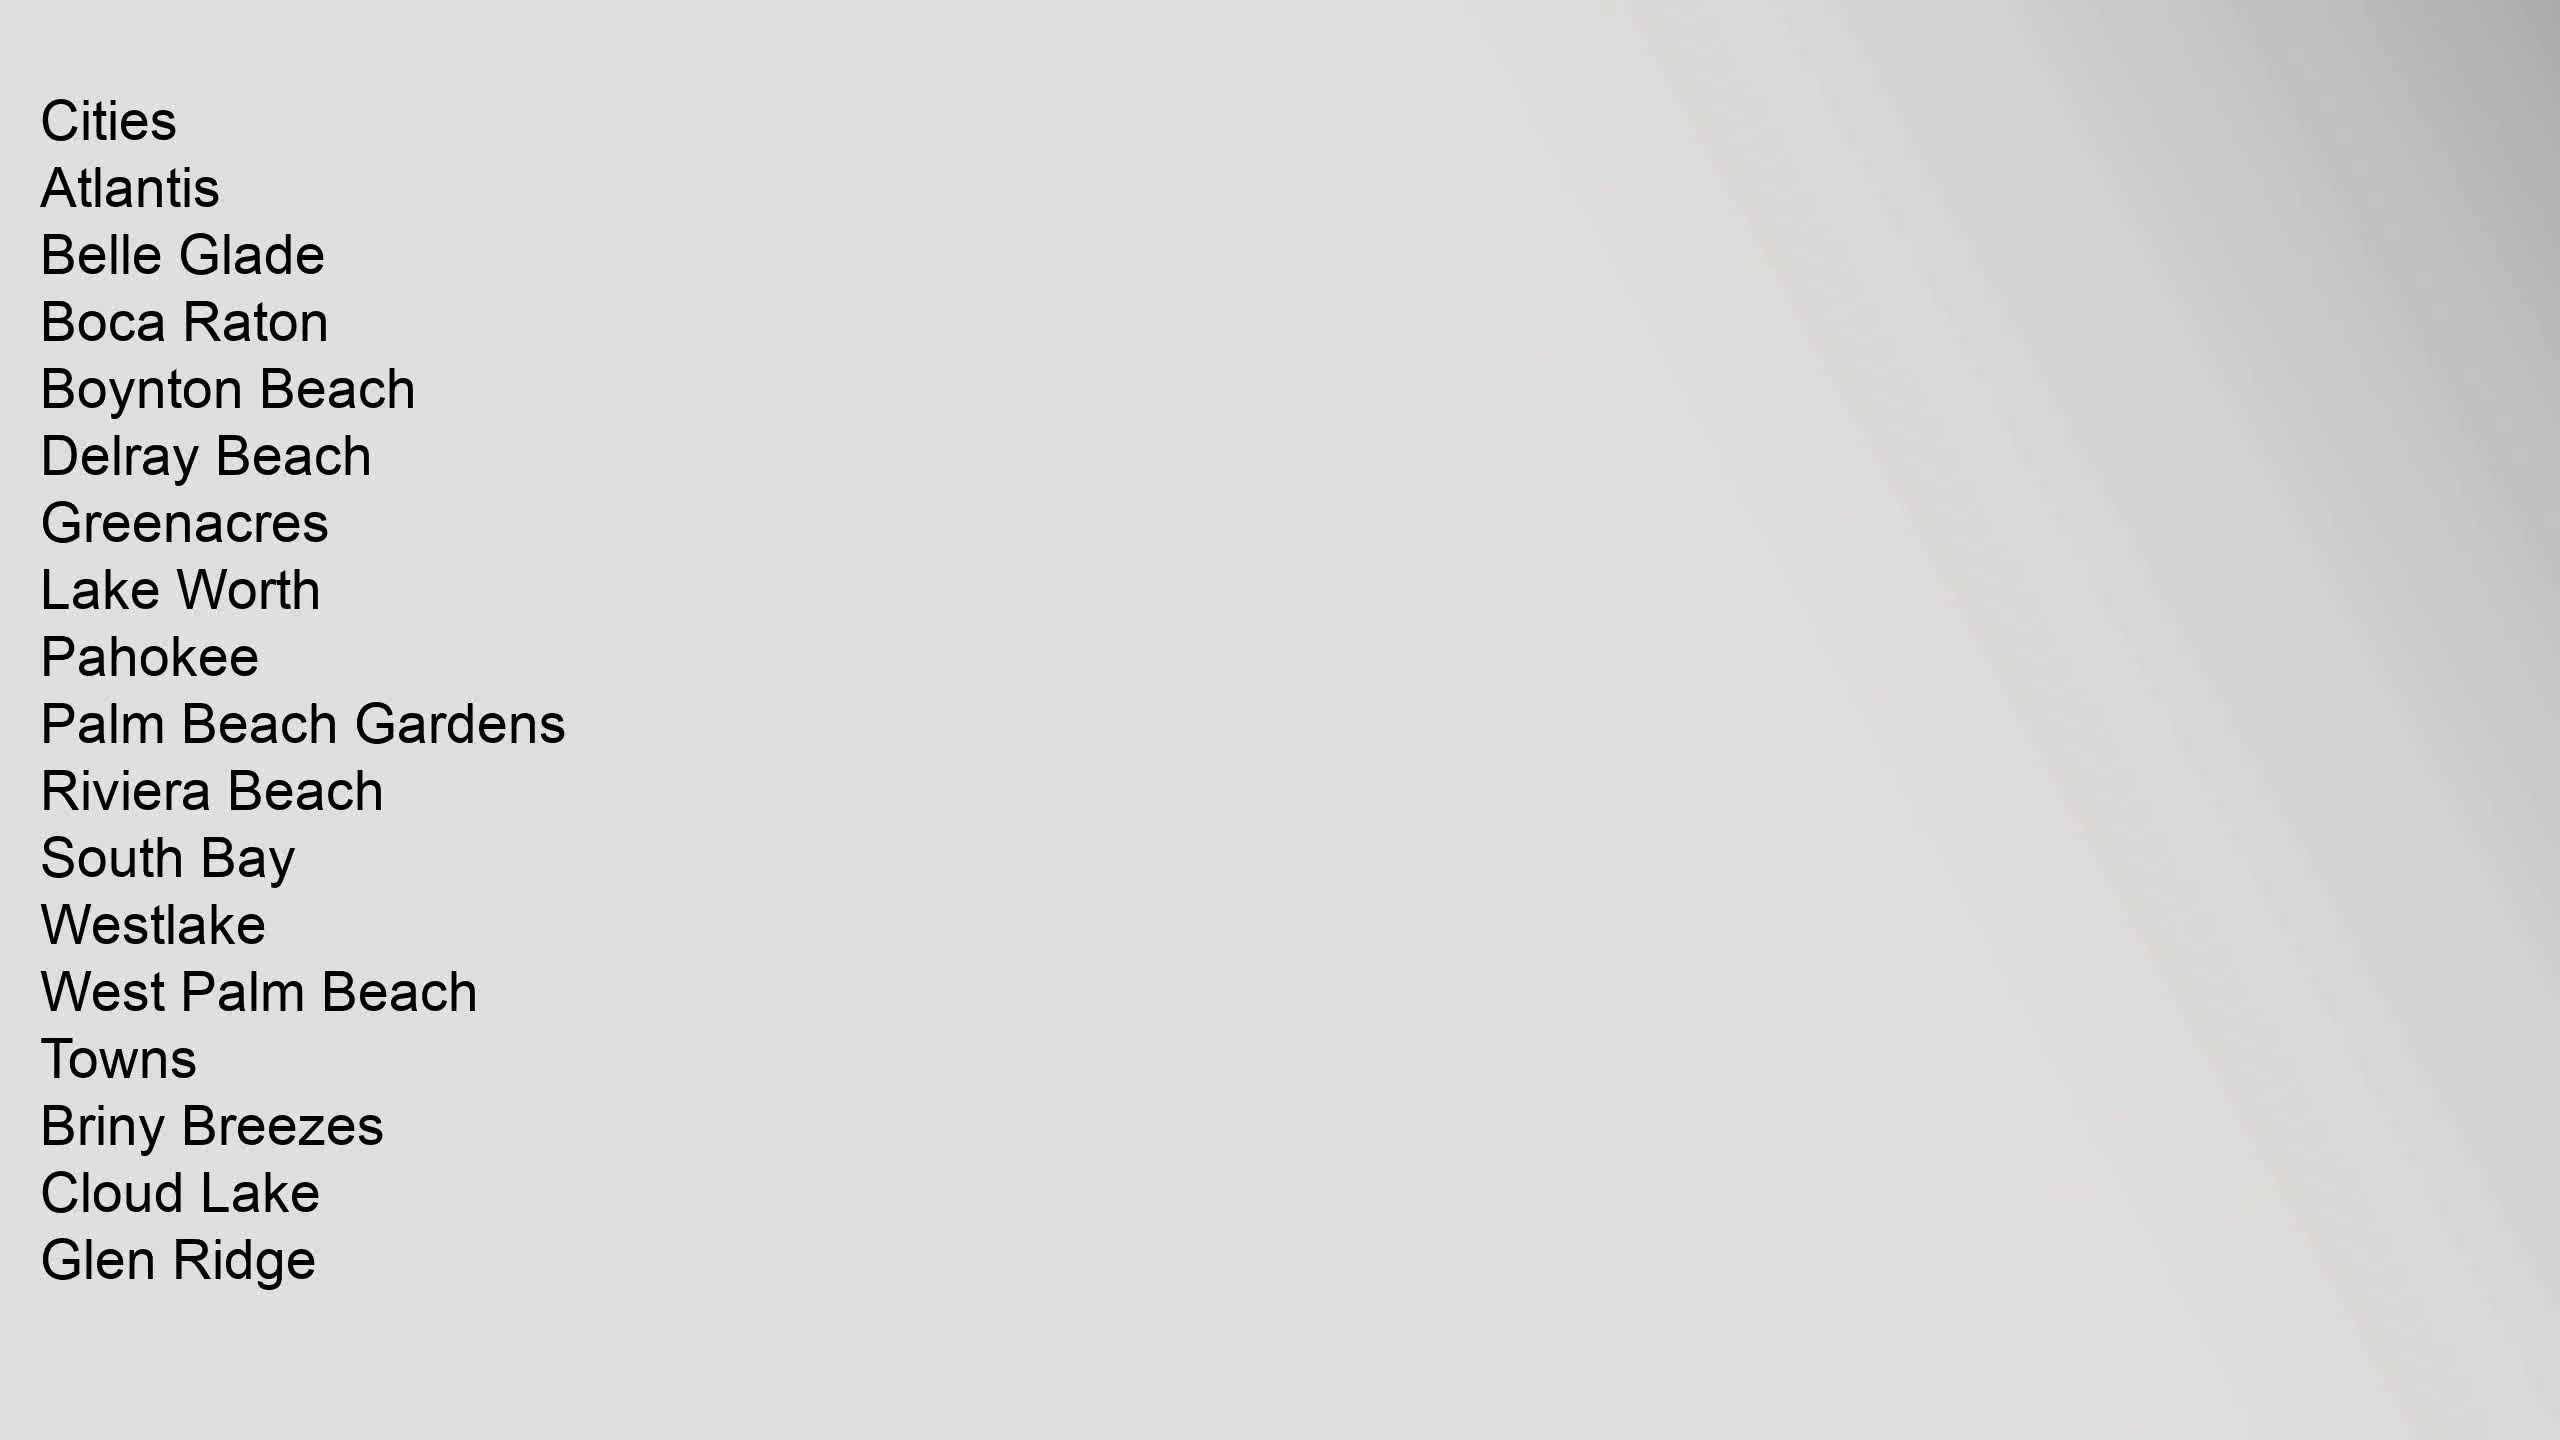 Cities
Atlantis
Belle Glade
Boca Raton
Boynton Beach
Delray Beach
Greenacres
Lake Worth
Pahokee
Palm Beach Gardens
Riviera Beach
South Bay
Westlake
West Palm Beach
Towns
Briny Breezes
Cloud Lake
Glen Ridge